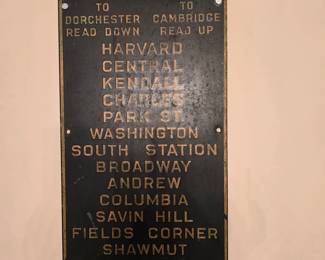 TO TO
DORCHESTER CAMBRIDGE
READ DOWN READ UP
HARVARD
CENTRAL
KENDALL
CHARLES
PARK ST.
WASHINGTON
SOUTH STATION
BROADWAY
ANDREW
COLUMBIA
SAVIN HILL
FIELDS CORNER
SHAWMUT